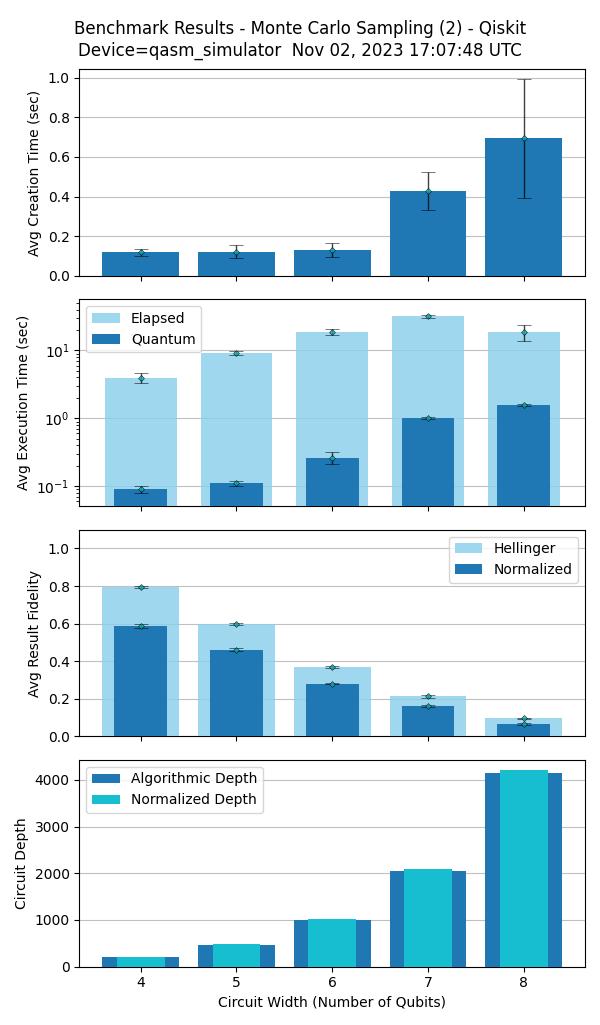 Benchmark Results - Monte Carlo Sampling (2) - Qiskit
Device=qasm_simulator  Nov 02, 2023 17:07:48 UTC
Avg Creation Time (sec)
1.0
0.8
0.6
0.4
0.2
0.0
Avg Execution Time (sec)
Elapsed
Quantum
10¹
10⁰
10⁻¹
Avg Result Fidelity
Hellinger
Normalized
1.0
0.8
0.6
0.4
0.2
0.0
Circuit Depth
Algorithmic Depth
Normalized Depth
4000
3000
2000
1000
0
4 5 6 7 8
Circuit Width (Number of Qubits)